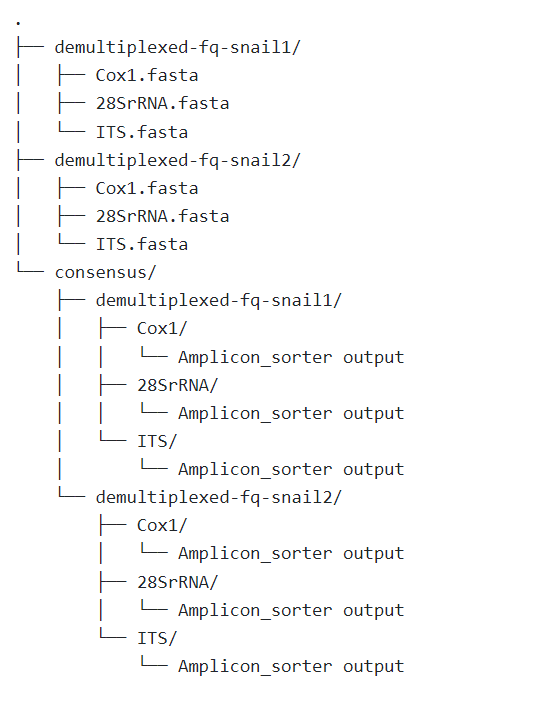 .
├── demultiplexed-fq-snail1/
│   ├── Cox1.fasta
│   ├── 28SrRNA.fasta
│   └── ITS.fasta
├── demultiplexed-fq-snail2/
│   ├── Cox1.fasta
│   ├── 28SrRNA.fasta
│   └── ITS.fasta
└── consensus/
    ├── demultiplexed-fq-snail1/
    │   ├── Cox1/
    │   │   └── Amplicon_sorter output
    │   ├── 28SrRNA/
    │   │   └── Amplicon_sorter output
    │   └── ITS/
    │       └── Amplicon_sorter output
    └── demultiplexed-fq-snail2/
        ├── Cox1/
        │   └── Amplicon_sorter output
        ├── 28SrRNA/
        │   └── Amplicon_sorter output
        └── ITS/
            └── Amplicon_sorter output